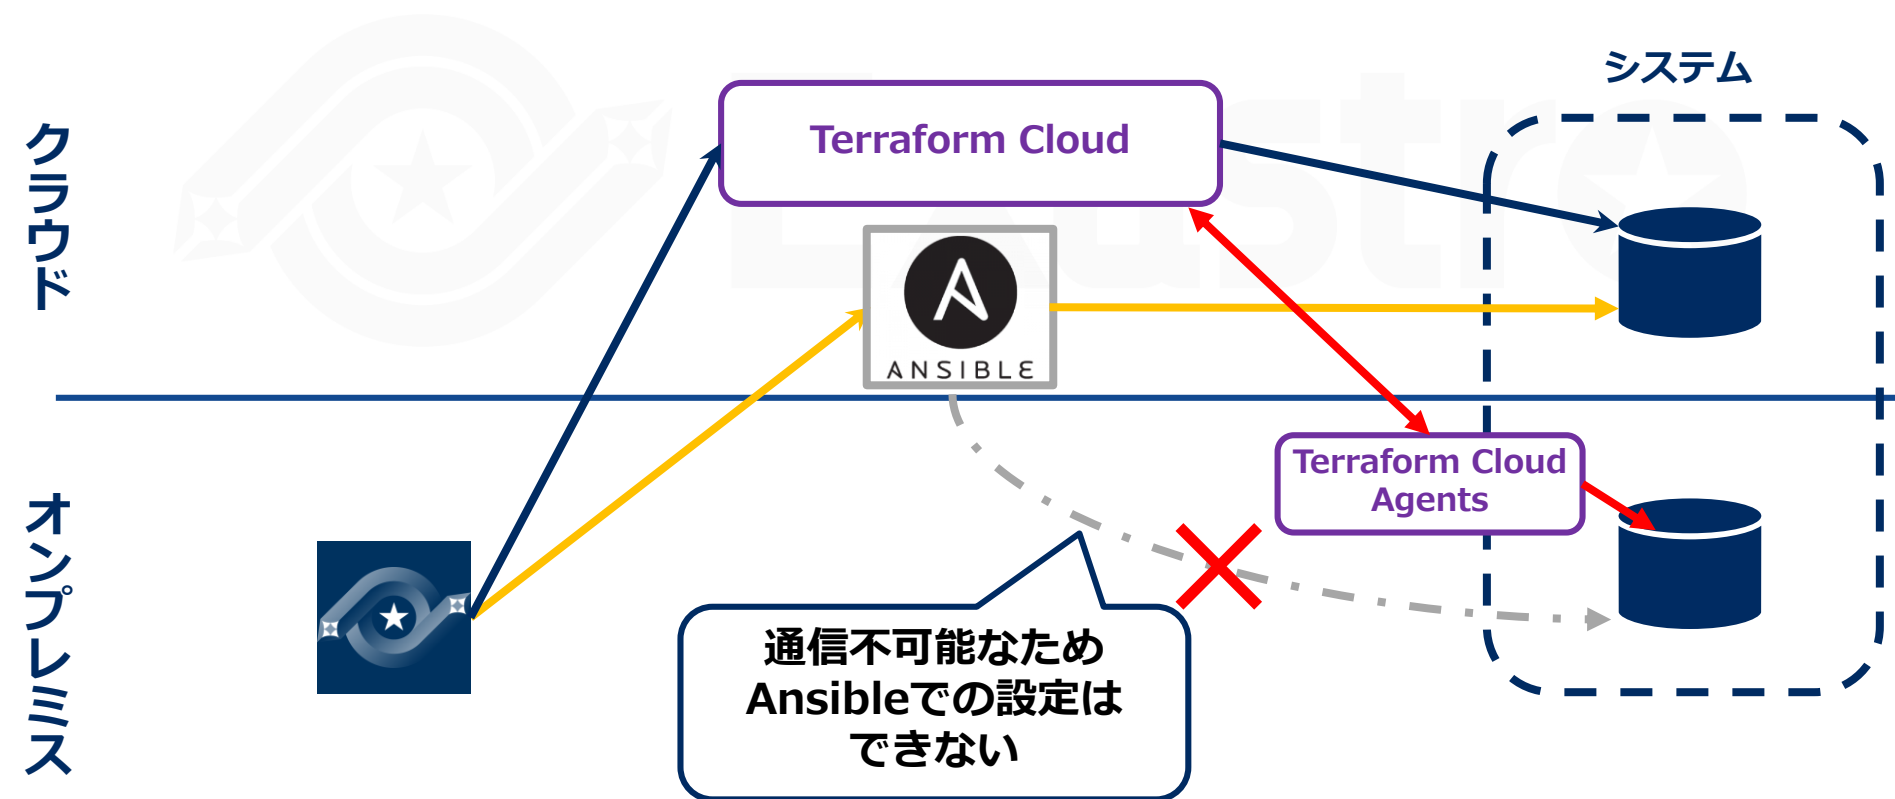 システム
クラウド
Terraform Cloud
ANSIBLE
Terraform Cloud
Agents
オンプレミス
通信不可能なため
Ansibleでの設定は
できない